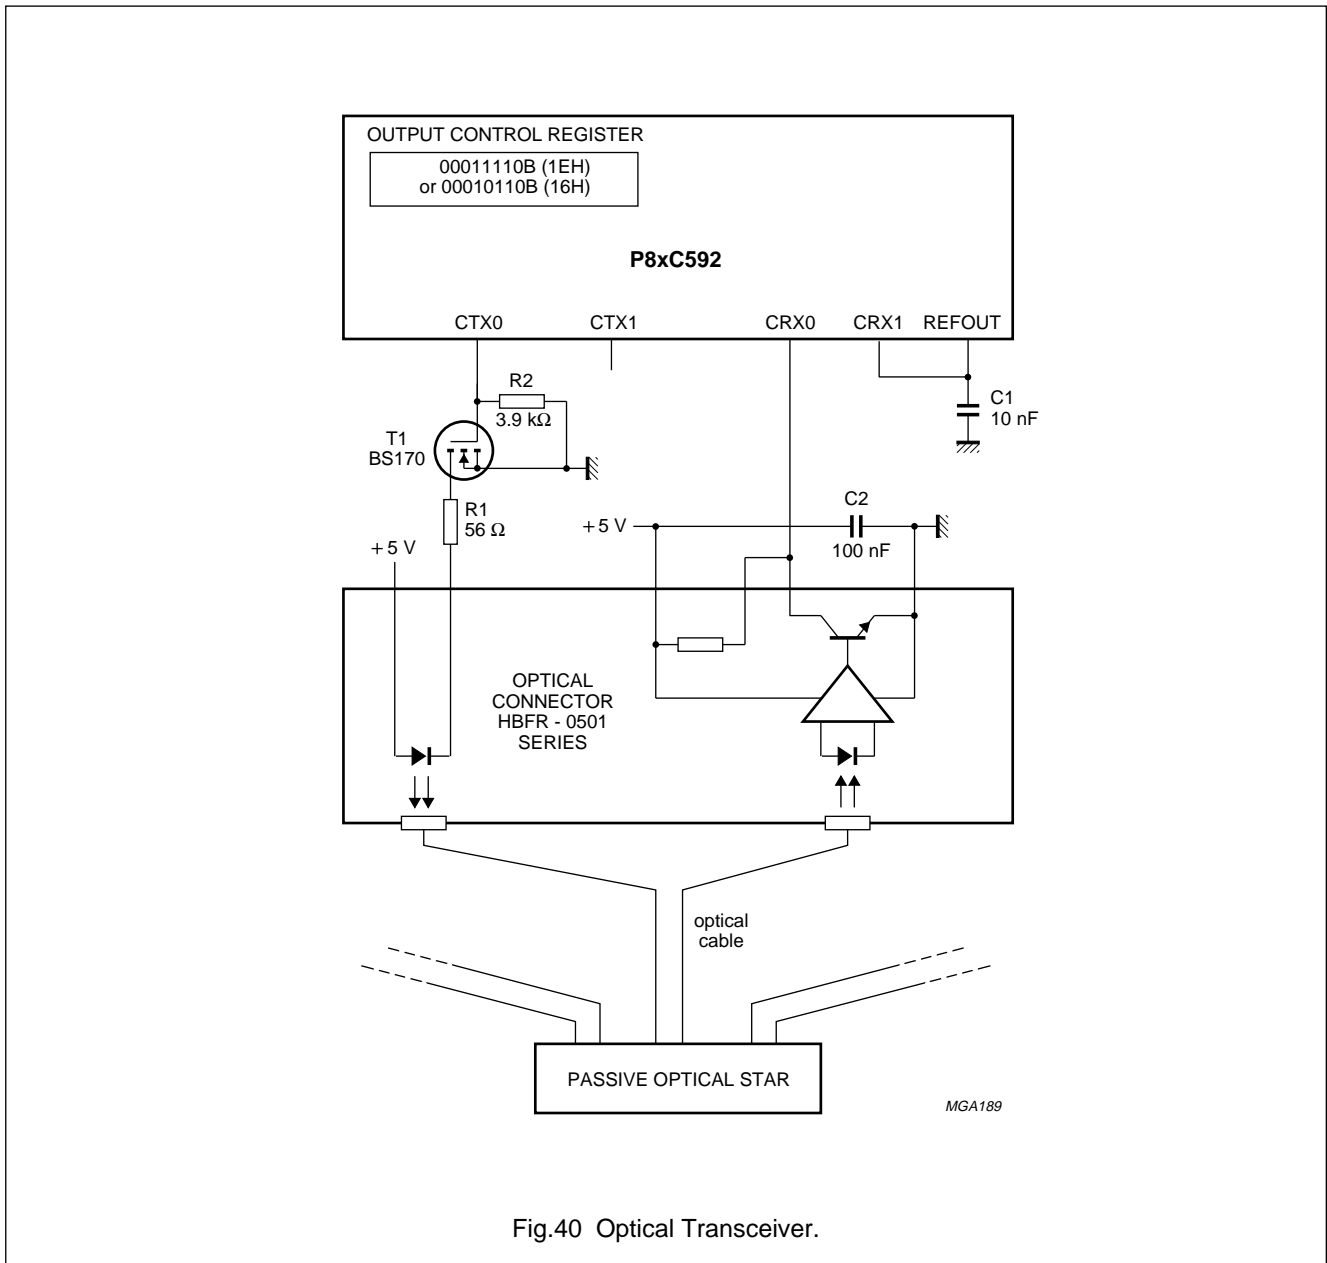 OUTPUT CONTROL REGISTER
00011110B (1EH)
or 00010110B (16H)
P8xC592
CTX0
CTX1
CRX0
CRX1
REFOUT
R2
3.9 kΩ
C1
10 nF
T1
BS170
R1
56 Ω
C2
+5 V
100 nF
+5 V
OPTICAL
CONNECTOR
HBFR - 0501
SERIES
optical
cable
PASSIVE OPTICAL STAR
MGA189
Fig.40 Optical Transceiver.